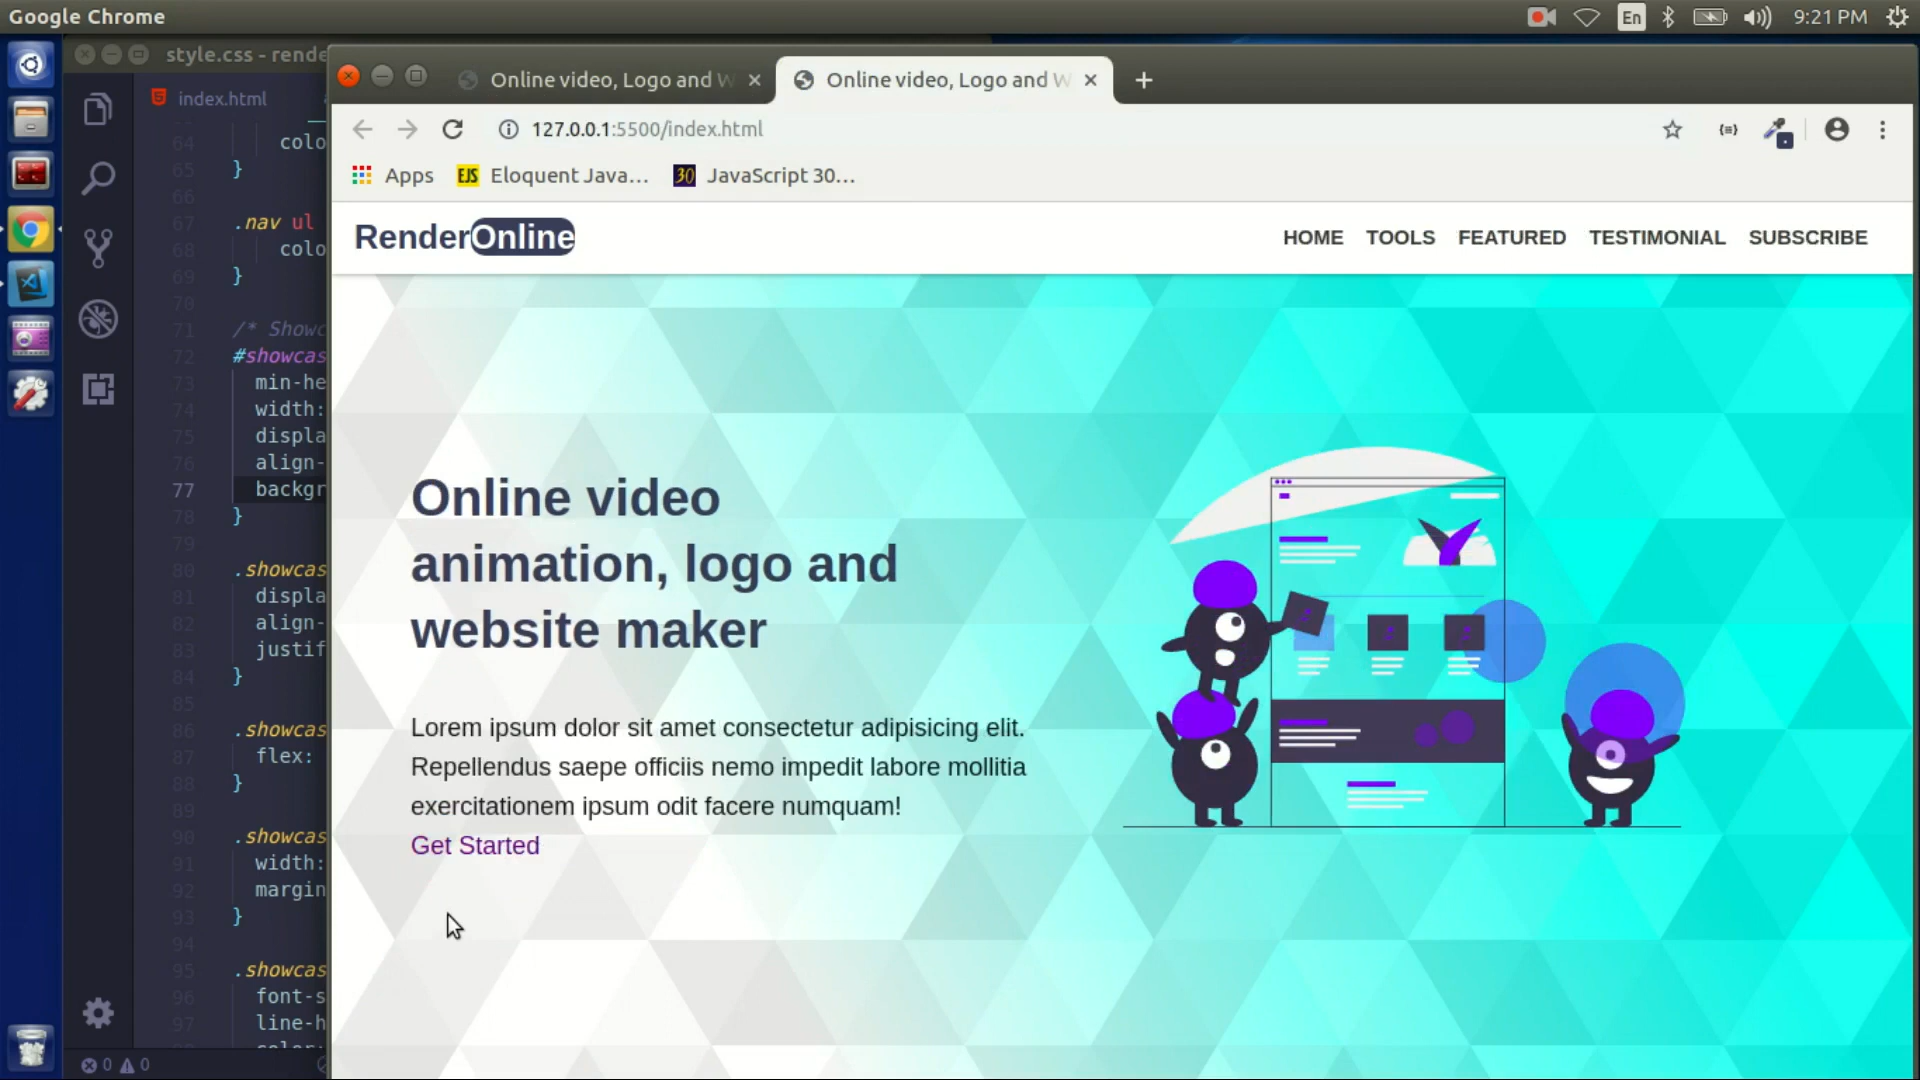 Google Chrome
En
9:21 PM
style.css - rende
Online video, Logo and W
Online video, Logo and W
index.html
127.0.0.1:5500/index.html
Apps
EJS Eloquent Java...
30 JavaScript 30...
RenderOnline
HOME TOOLS FEATURED TESTIMONIAL SUBSCRIBE
64 colo
65 }
66
67 .nav ul
68 colo
69 }
70
71 /* Showc
72 #showcas
73 min-he
74 width:
75 displa
76 align-
77 backgr
78 }
79
80 .showcas
81 displa
82 align-
83 justif
84 }
85
86 .showcas
87 flex:
88 }
89
90 .showcas
91 width:
92 margin
93 }
94
95 .showcas
96 font-s
97 line-h
0 0
Online video
animation, logo and
website maker
Lorem ipsum dolor sit amet consectetur adipisicing elit.
Repellendus saepe officiis nemo impedit labore mollitia
exercitationem ipsum odit facere numquam!
Get Started